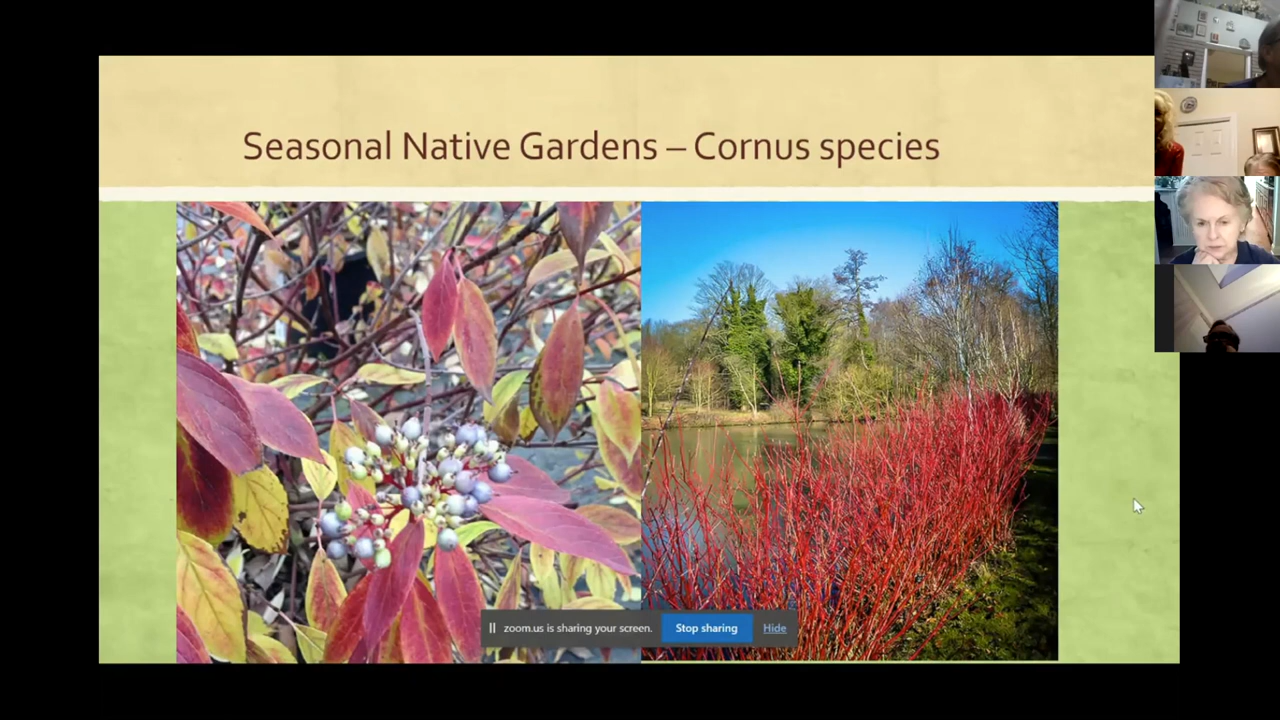 Seasonal Native Gardens – Cornus species
zoom.us is sharing your screen. Stop sharing Hide